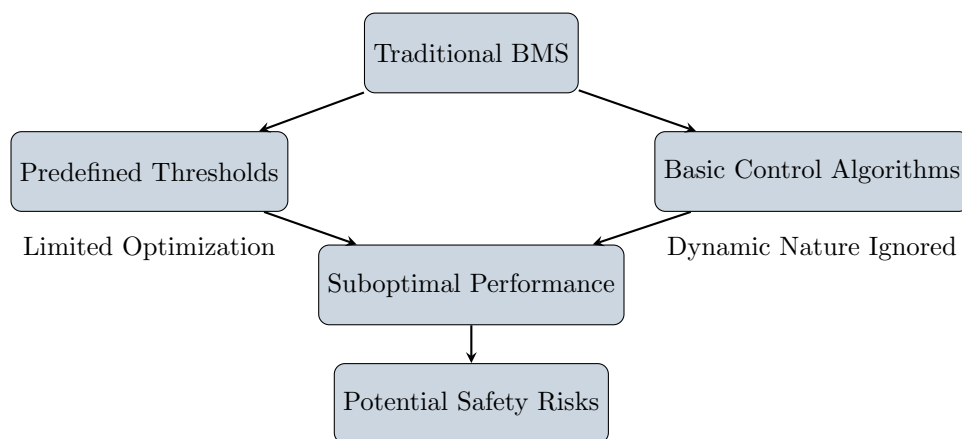 Traditional BMS
Predefined Thresholds
Basic Control Algorithms
Limited Optimization
Dynamic Nature Ignored
Suboptimal Performance
Potential Safety Risks